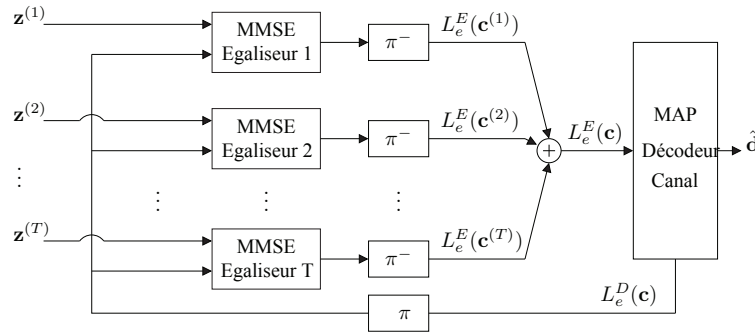 z^(1)
MMSE
Egaliseur 1
π^−
L_e^E(c^(1))
z^(2)
MMSE
Egaliseur 2
π^−
L_e^E(c^(2))
+
L_e^E(c)
MAP
Décodeur
Canal
d̂
z^(T)
MMSE
Egaliseur T
π^−
L_e^E(c^(T))
π
L_e^D(c)